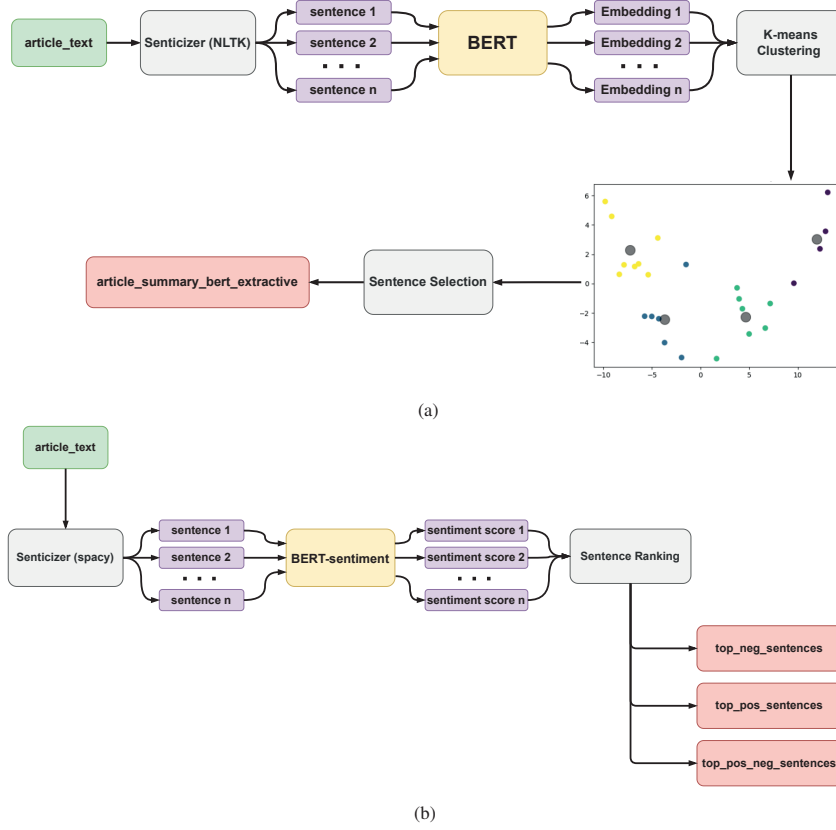 article_text
Senticizer (NLTK)
sentence 1
sentence 2
. . .
sentence n
BERT
Embedding 1
Embedding 2
. . .
Embedding n
K-means
Clustering
article_summary_bert_extractive
Sentence Selection
6
4
2
0
−2
−4
−10
−5
0
5
10
(a)
article_text
Senticizer (spacy)
sentence 1
sentence 2
. . .
sentence n
BERT-sentiment
sentiment score 1
sentiment score 2
. . .
sentiment score n
Sentence Ranking
top_neg_sentences
top_pos_sentences
top_pos_neg_sentences
(b)